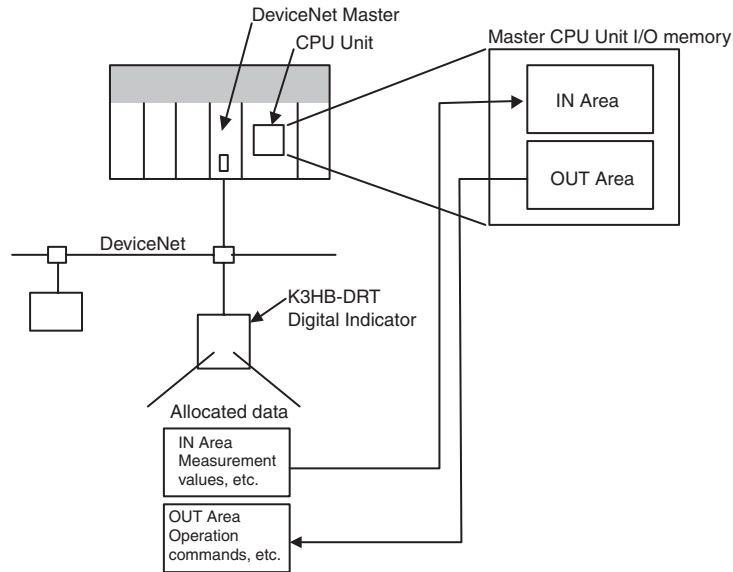 DeviceNet Master
CPU Unit
Master CPU Unit I/O memory
IN Area
OUT Area
DeviceNet
K3HB-DRT
Digital Indicator
Allocated data
IN Area
Measurement
values, etc.
OUT Area
Operation
commands, etc.